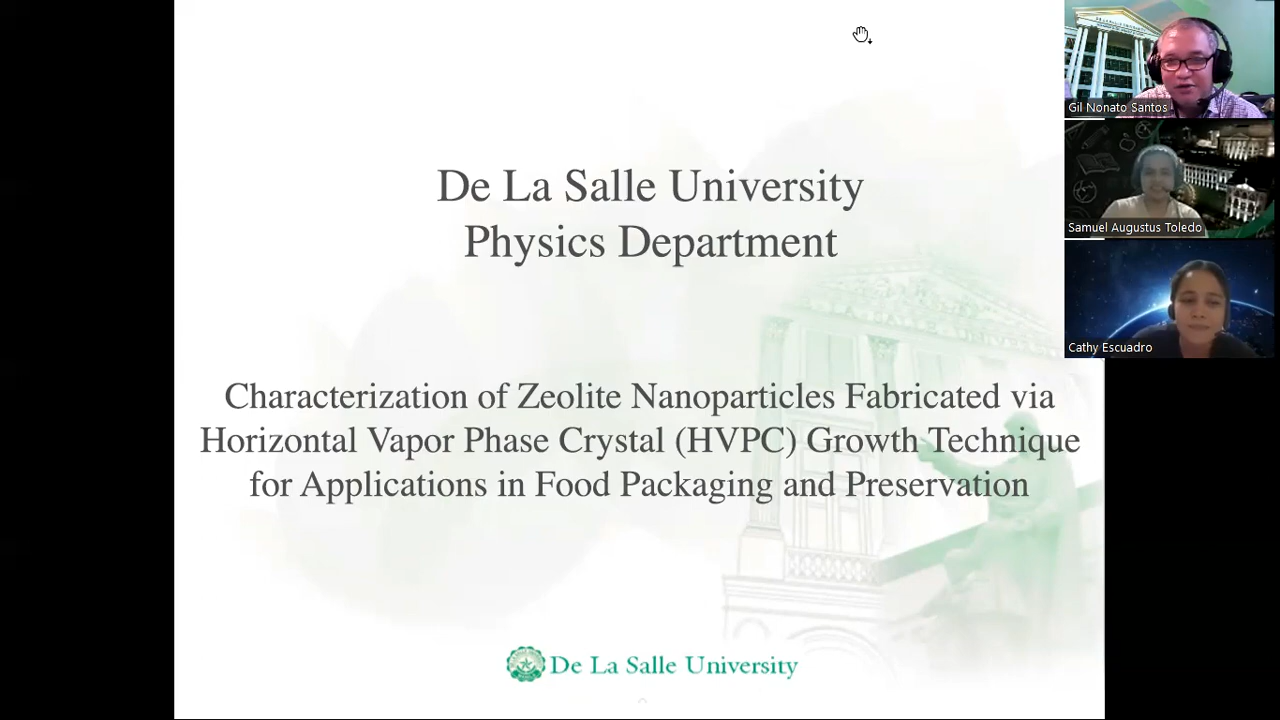 De La Salle University
Physics Department
Characterization of Zeolite Nanoparticles Fabricated via
Horizontal Vapor Phase Crystal (HVPC) Growth Technique
for Applications in Food Packaging and Preservation
De La Salle University
Gil Nonato Santos
Samuel Augustus Toledo
Cathy Escuadro